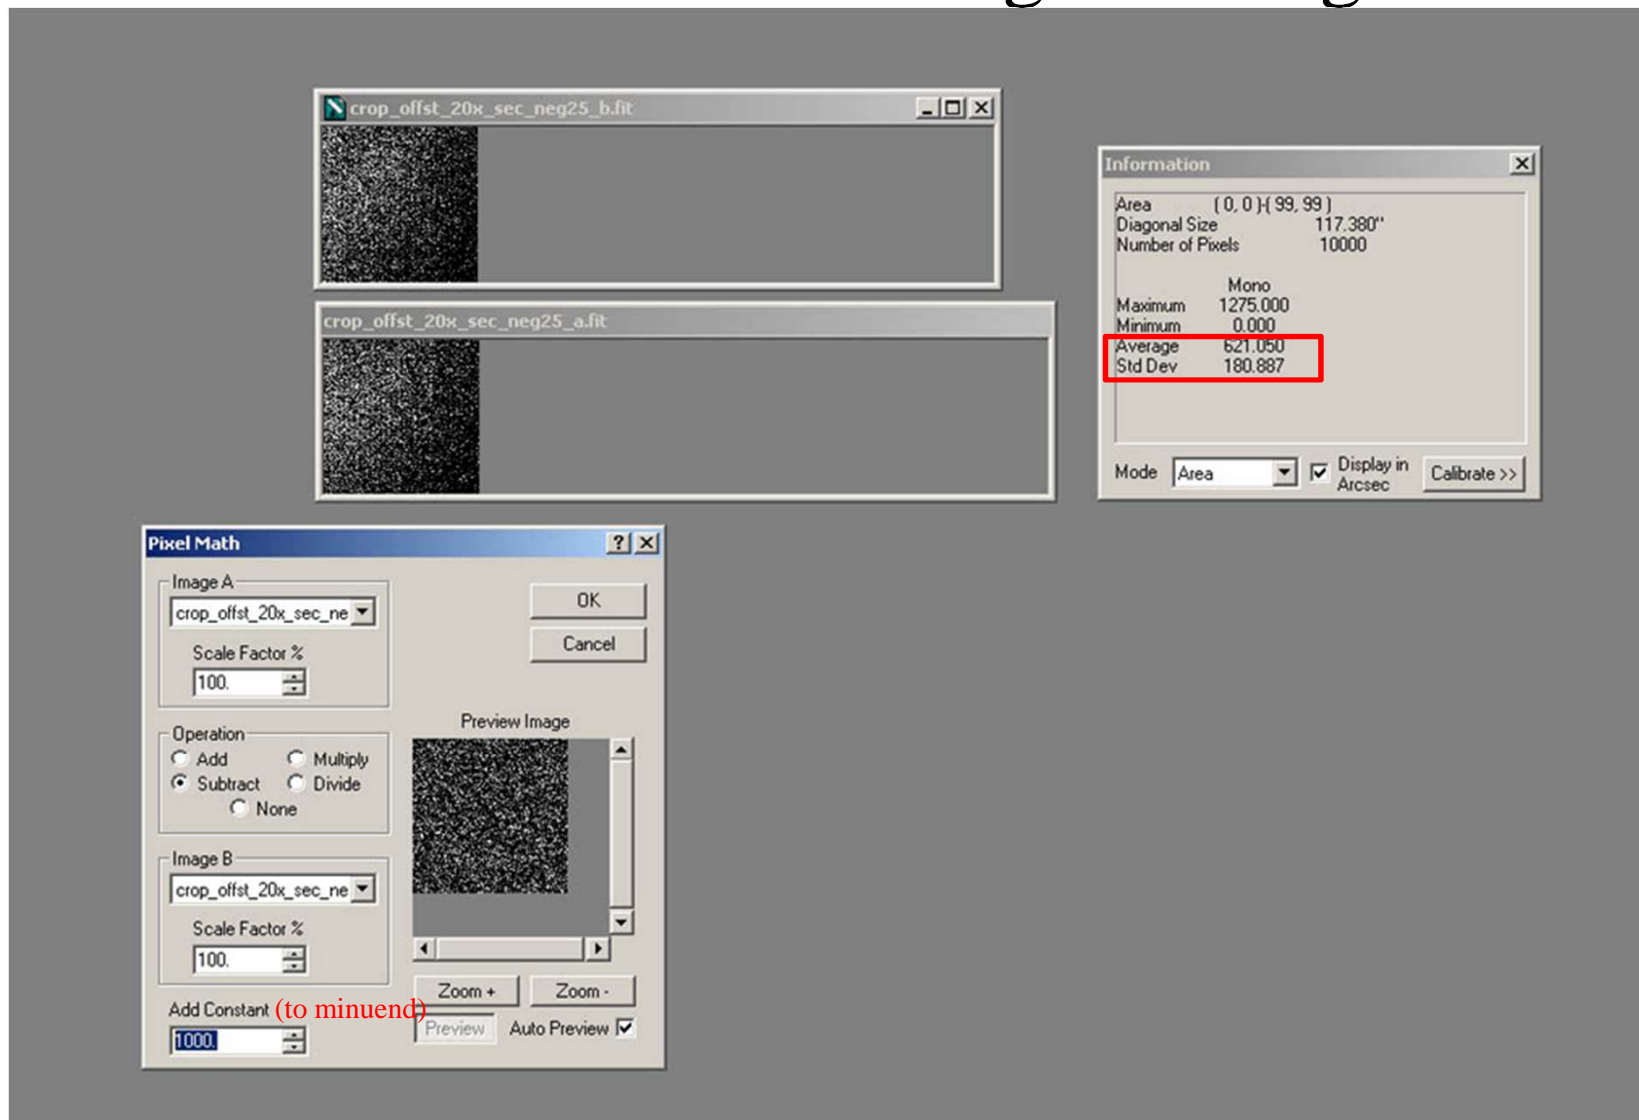 crop_offst_20x_sec_neg25_b.fit
crop_offst_20x_sec_neg25_a.fit
Information
Area ( 0, 0 )-( 99, 99 )
Diagonal Size 117.380''
Number of Pixels 10000
Mono
Maximum 1275.000
Minimum 0.000
Average 621.050
Std Dev 180.887
Mode Area Display in Arcsec Calibrate >>
Pixel Math
Image A
crop_offst_20x_sec_ne
Scale Factor %
100.
OK
Cancel
Operation
Add Multiply
Subtract Divide
None
Image B
crop_offst_20x_sec_ne
Scale Factor %
100.
Add Constant (to minuend)
1000.
Preview Image
Zoom + Zoom -
Preview Auto Preview